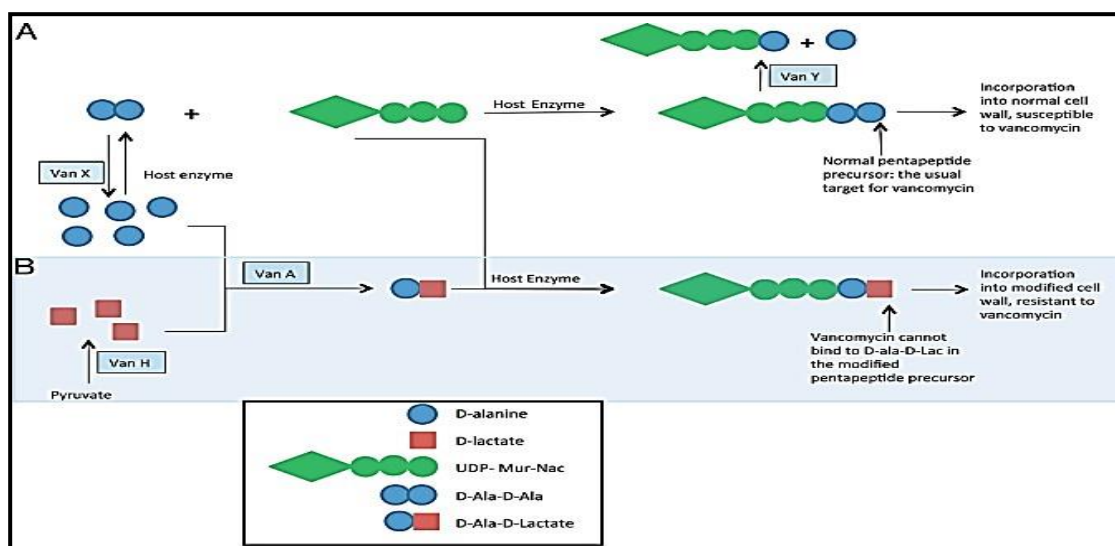 A
Van Y
Host Enzyme
Incorporation
into normal cell
wall, susceptible
to vancomycin
+
+
Van X
Host enzyme
Normal pentapeptide
precursor: the usual
target for vancomycin
B
Van A
Host Enzyme
Incorporation
into modified cell
wall, resistant to
vancomycin
Van H
Pyruvate
Vancomycin cannot
bind to D-ala-D-Lac in
the modified
pentapeptide precursor
D-alanine
D-lactate
UDP- Mur-Nac
D-Ala-D-Ala
D-Ala-D-Lactate